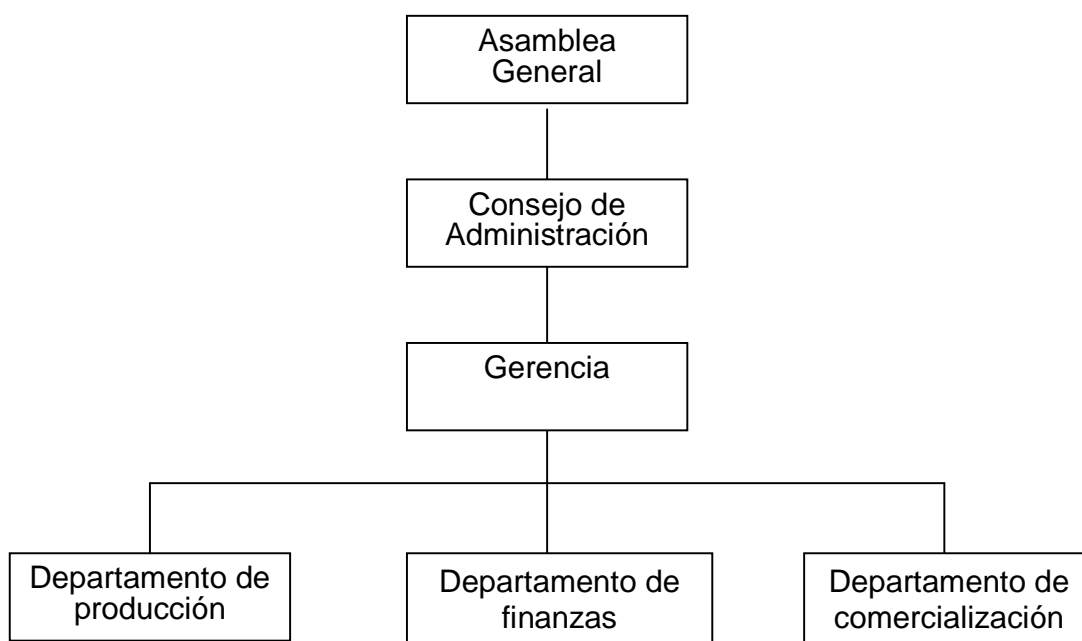 Asamblea
General
Consejo de
Administración
Gerencia
Departamento de
producción
Departamento de
finanzas
Departamento de
comercialización